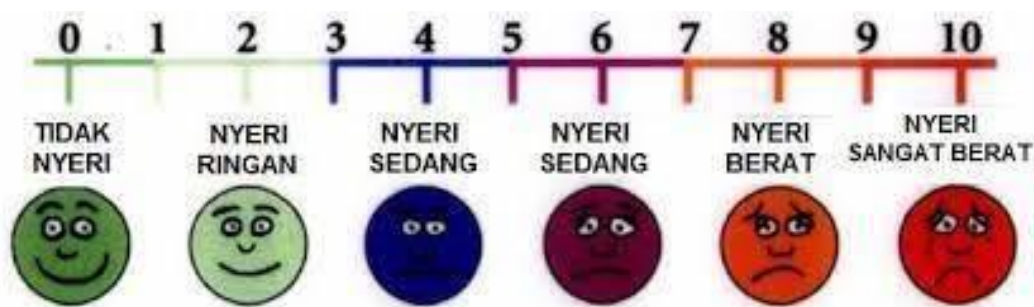 0 1 2 3 4 5 6 7 8 9 10
TIDAK NYERI
NYERI RINGAN
NYERI SEDANG
NYERI SEDANG
NYERI BERAT
NYERI SANGAT BERAT